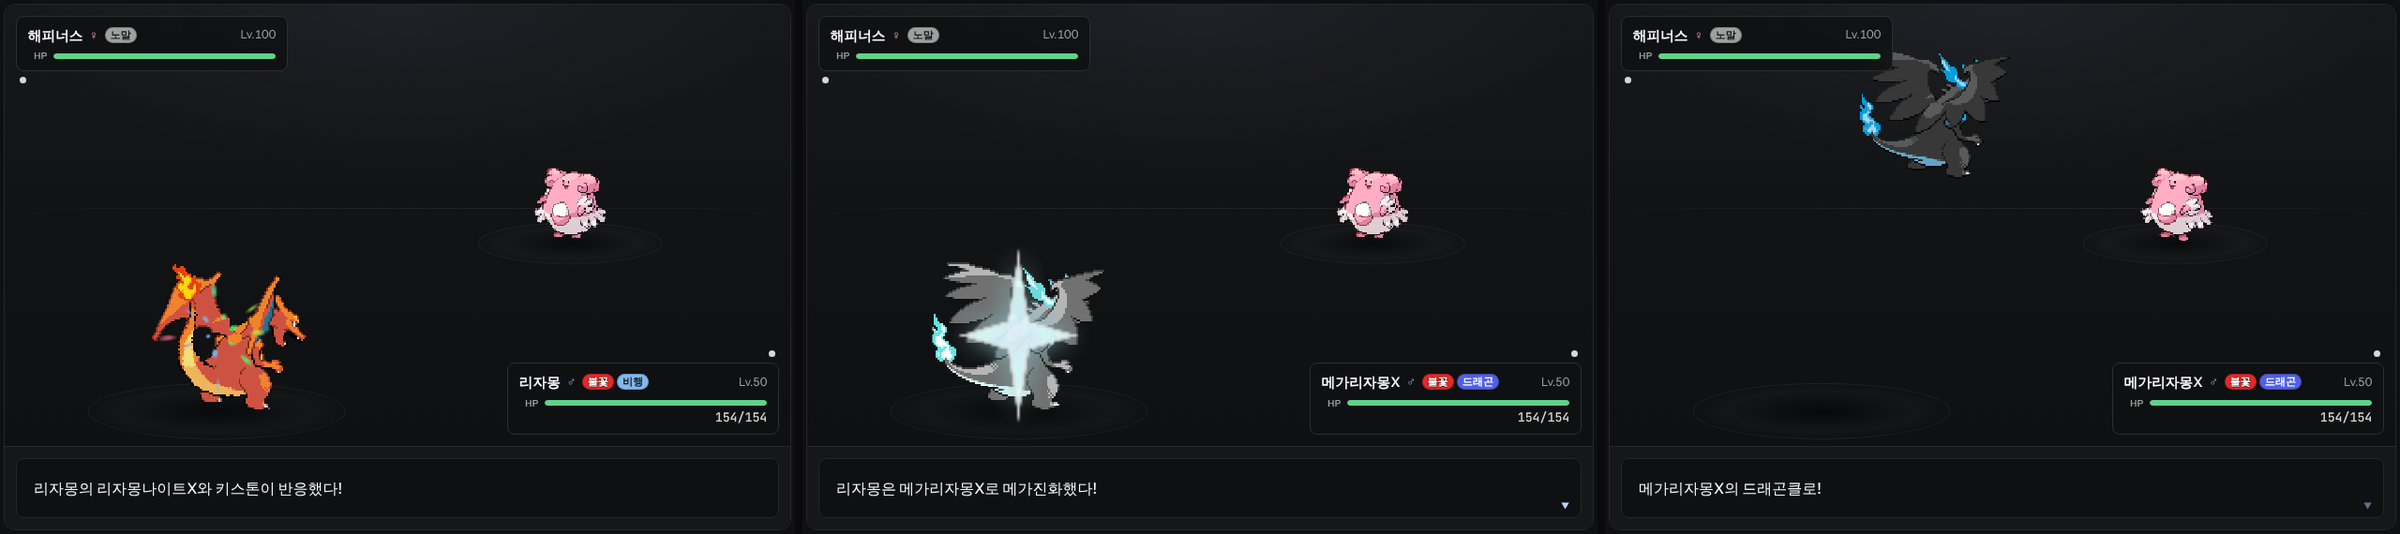 해피너스 ♀ 노말 Lv.100
HP
리자몽 ♂ 불꽃 비행 Lv.50
HP
154/154
리자몽의 리자몽나이트X와 키스톤이 반응했다!
해피너스 ♀ 노말 Lv.100
HP
메가리자몽X ♂ 불꽃 드래곤 Lv.50
HP
154/154
리자몽은 메가리자몽X로 메가진화했다!
해피너스 ♀ 노말 Lv.100
HP
메가리자몽X ♂ 불꽃 드래곤 Lv.50
HP
154/154
메가리자몽X의 드래곤클로!